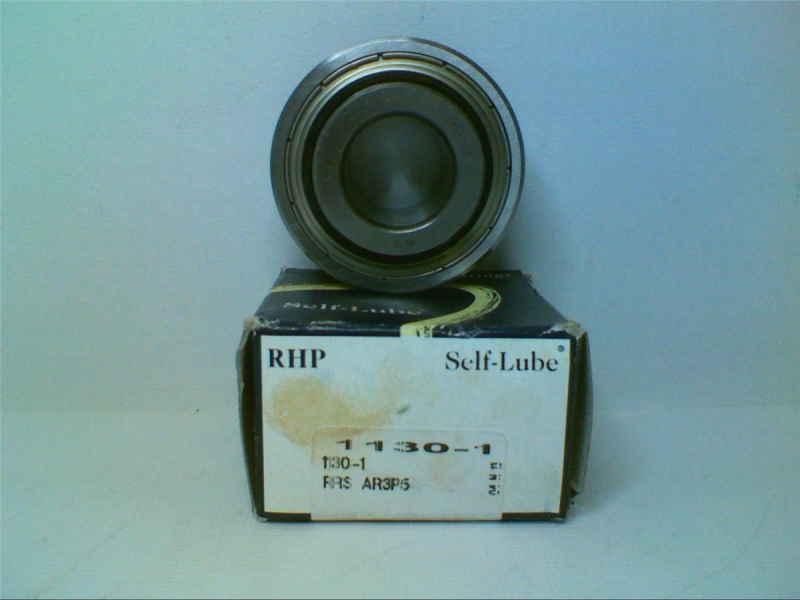 Self-Lube
RHP Self-Lube®
1130-1
1130-1
RRS AR3P5